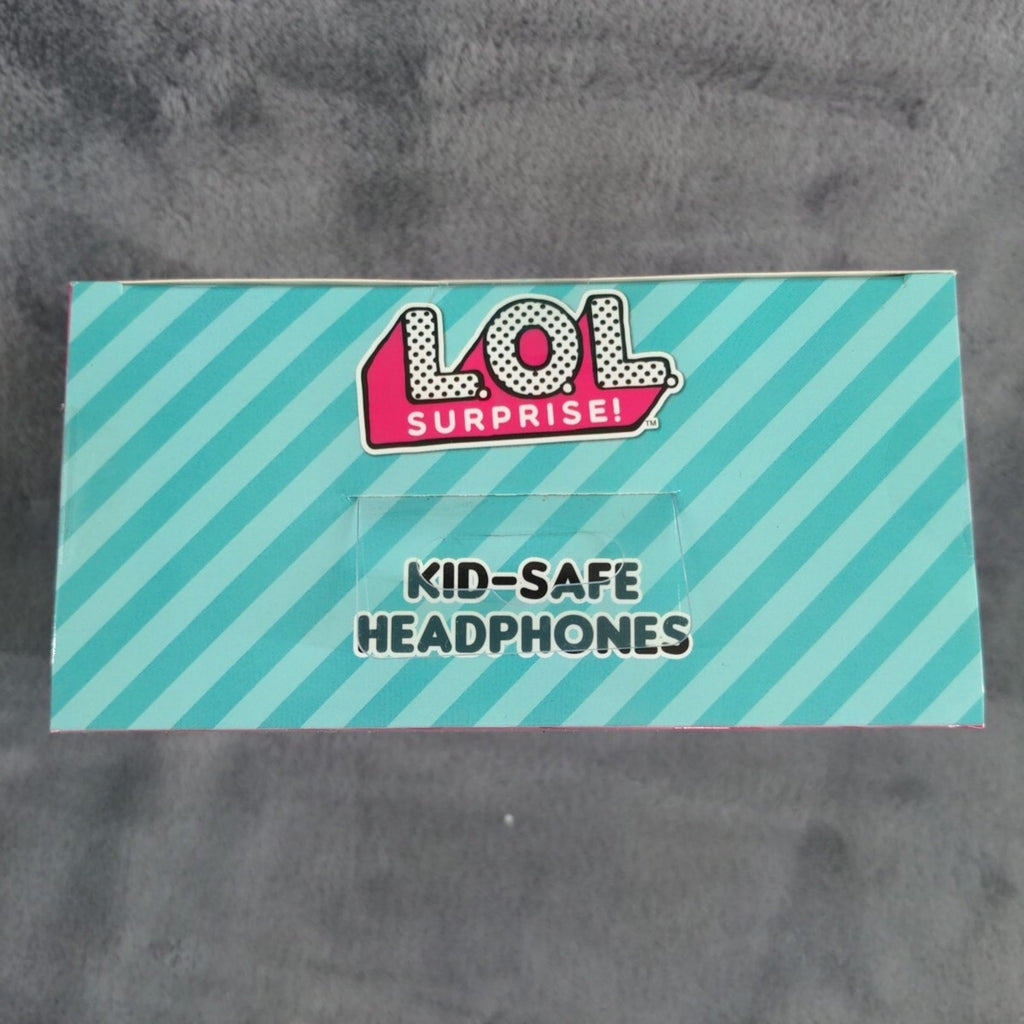 L.O.L.
SURPRISE!
TM
KID-SAFE
HEADPHONES